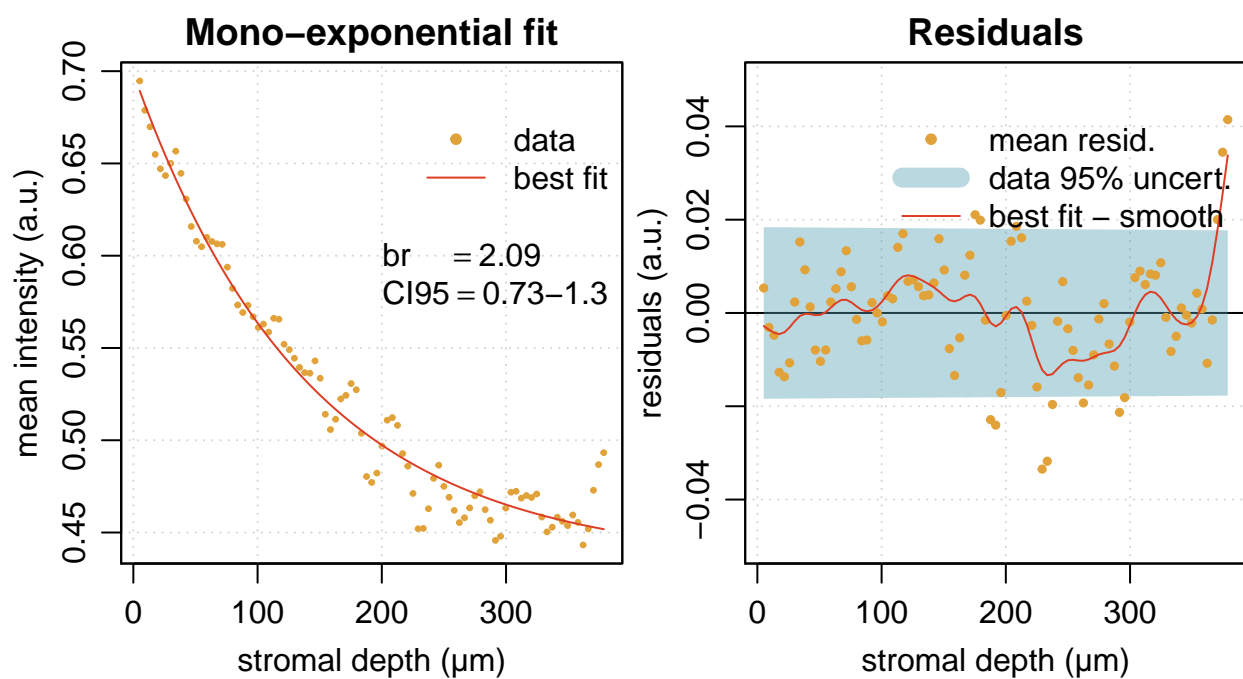 Mono−exponential fit
mean intensity (a.u.)
0.70
0.65
0.60
0.55
0.50
0.45
data
best fit
br = 2.09
CI95 = 0.73−1.3
0 100 200 300
stromal depth (µm)
Residuals
residuals (a.u.)
0.04
0.02
0.00
−0.04
mean resid.
data 95% uncert.
best fit − smooth
0 100 200 300
stromal depth (µm)